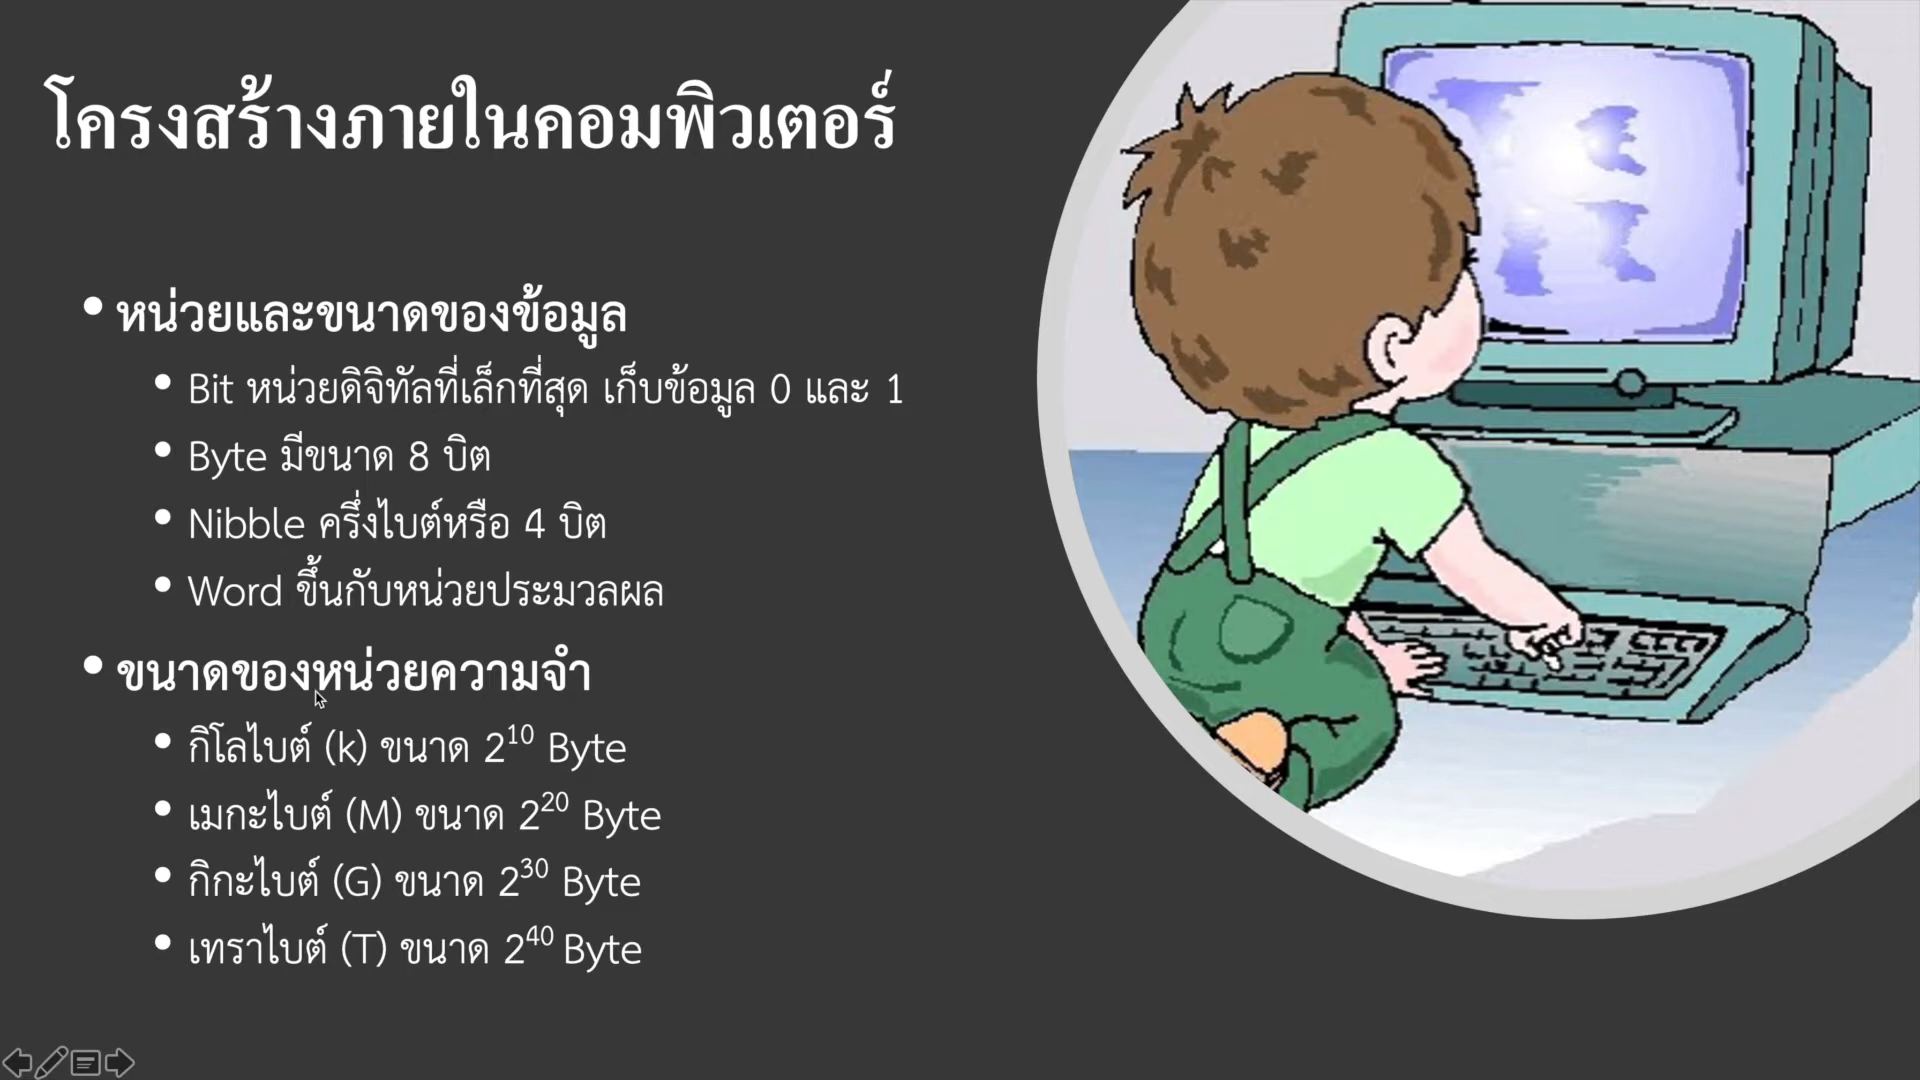 โครงสร้างภายในคอมพิวเตอร์
• หน่วยและขนาดของข้อมูล
• Bit หน่วยดิจิทัลที่เล็กที่สุด เก็บข้อมูล 0 และ 1
• Byte มีขนาด 8 บิต
• Nibble ครึ่งไบต์หรือ 4 บิต
• Word ขึ้นกับหน่วยประมวลผล
• ขนาดของหน่วยความจำ
• กิโลไบต์ (k) ขนาด 2¹⁰ Byte
• เมกะไบต์ (M) ขนาด 2²⁰ Byte
• กิกะไบต์ (G) ขนาด 2³⁰ Byte
• เทราไบต์ (T) ขนาด 2⁴⁰ Byte